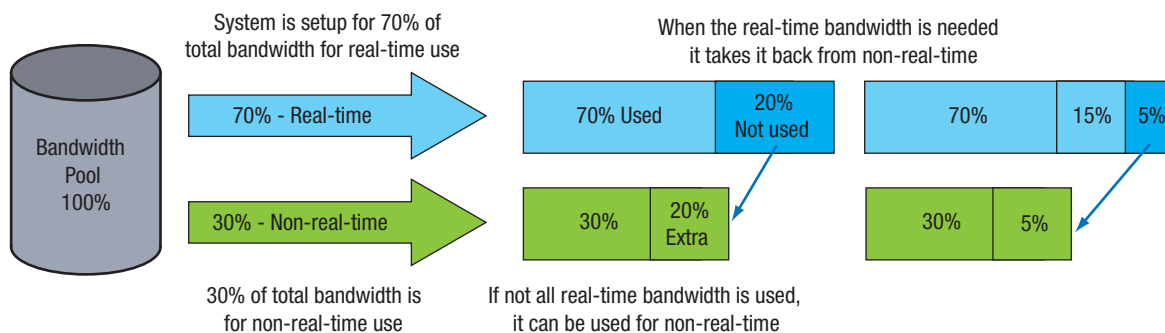 System is setup for 70% of
total bandwidth for real-time use
When the real-time bandwidth is needed
it takes it back from non-real-time
Bandwidth
Pool
100%
70% - Real-time
70% Used
20%
Not used
70%
15%
5%
30% - Non-real-time
30%
20%
Extra
30%
5%
30% of total bandwidth is
for non-real-time use
If not all real-time bandwidth is used,
it can be used for non-real-time